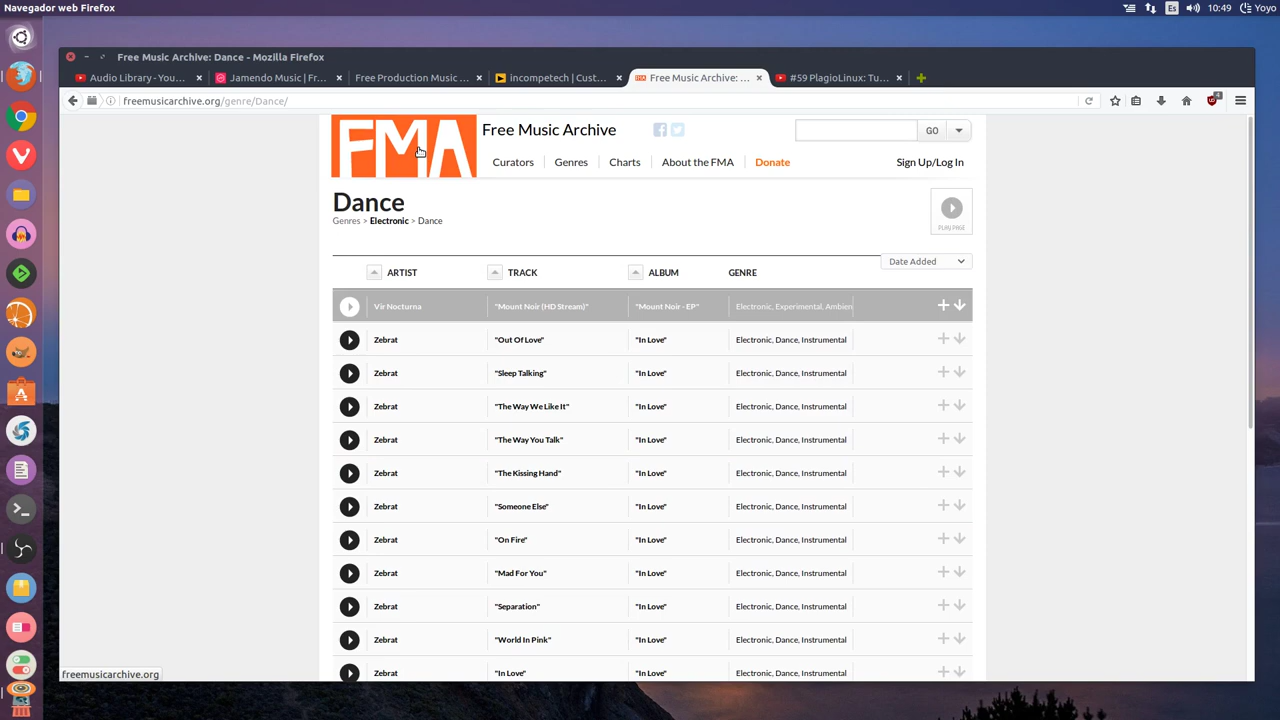 Navegador web Firefox
Es
10:49
Yoyo
Free Music Archive: Dance - Mozilla Firefox
Audio Library - You...
Jamendo Music | Fr...
Free Production Music ...
incompetech | Cust...
Free Music Archive: ...
#59 PlagioLinux: Tu...
freemusicarchive.org/genre/Dance/
4
FMA
Free Music Archive
GO
Curators
Genres
Charts
About the FMA
Donate
Sign Up/Log In
Dance
Genres > Electronic > Dance
PLAY PAGE
Date Added
ARTIST TRACK ALBUM GENRE
Vir Nocturna "Mount Noir (HD Stream)" "Mount Noir - EP" Electronic, Experimental, Ambien
Zebrat "Out Of Love" "In Love" Electronic, Dance, Instrumental
Zebrat "Sleep Talking" "In Love" Electronic, Dance, Instrumental
Zebrat "The Way We Like It" "In Love" Electronic, Dance, Instrumental
Zebrat "The Way You Talk" "In Love" Electronic, Dance, Instrumental
Zebrat "The Kissing Hand" "In Love" Electronic, Dance, Instrumental
Zebrat "Someone Else" "In Love" Electronic, Dance, Instrumental
Zebrat "On Fire" "In Love" Electronic, Dance, Instrumental
Zebrat "Mad For You" "In Love" Electronic, Dance, Instrumental
Zebrat "Separation" "In Love" Electronic, Dance, Instrumental
Zebrat "World In Pink" "In Love" Electronic, Dance, Instrumental
Zebrat "In Love" "In Love" Electronic, Dance, Instrumental
freemusicarchive.org